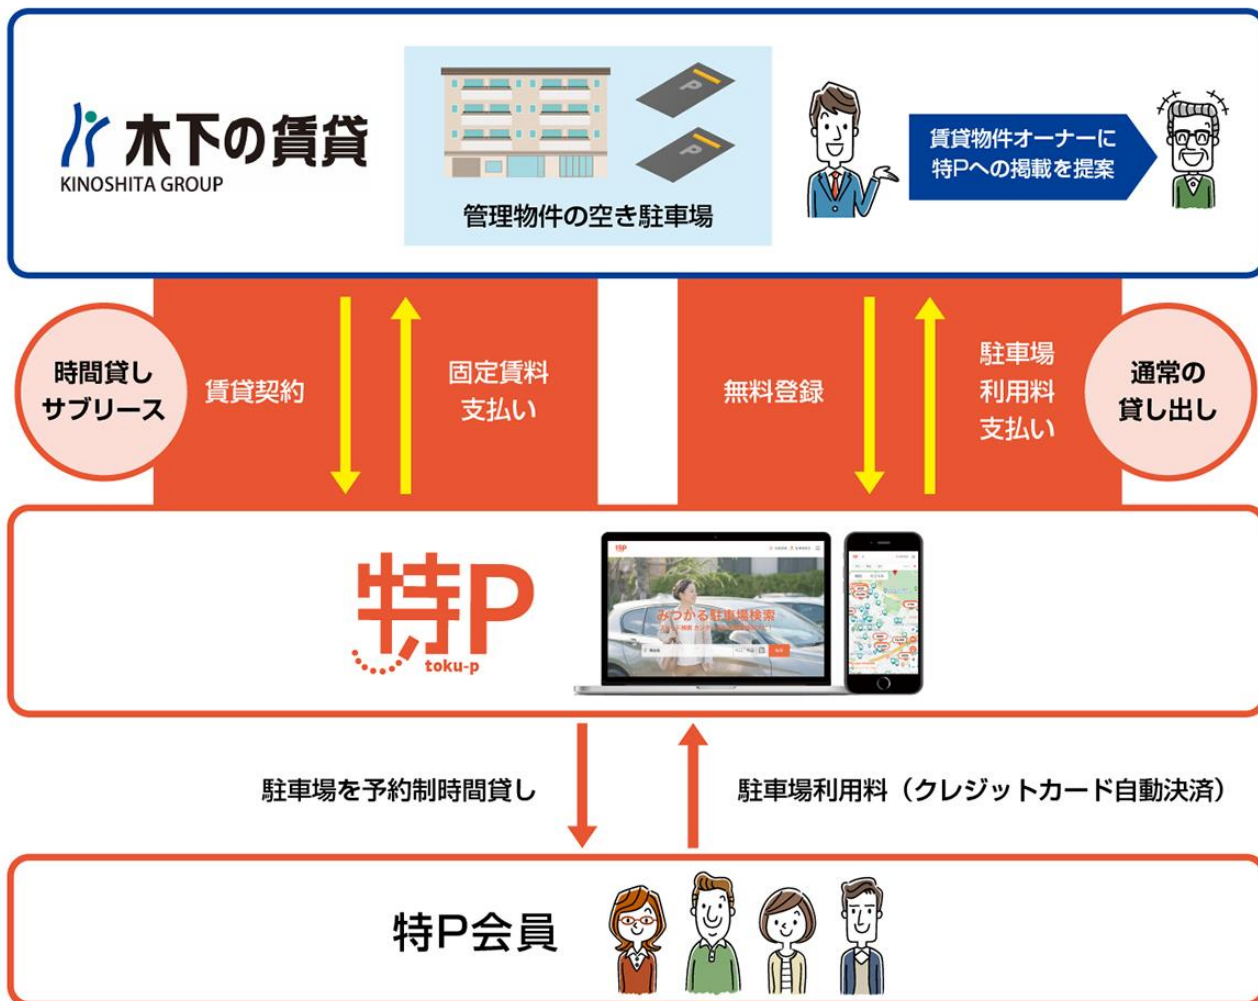 木下の賃貸
KINOSHITA GROUP
P
P
管理物件の空き駐車場
賃貸物件オーナーに
特Pへの掲載を提案
時間貸し
サブリース
賃貸契約
固定賃料
支払い
無料登録
駐車場
利用料
支払い
通常の
貸し出し
特P
toku-p
特P
みつかる駐車場検索
駐車場を予約制時間貸し
駐車場利用料（クレジットカード自動決済）
特P会員